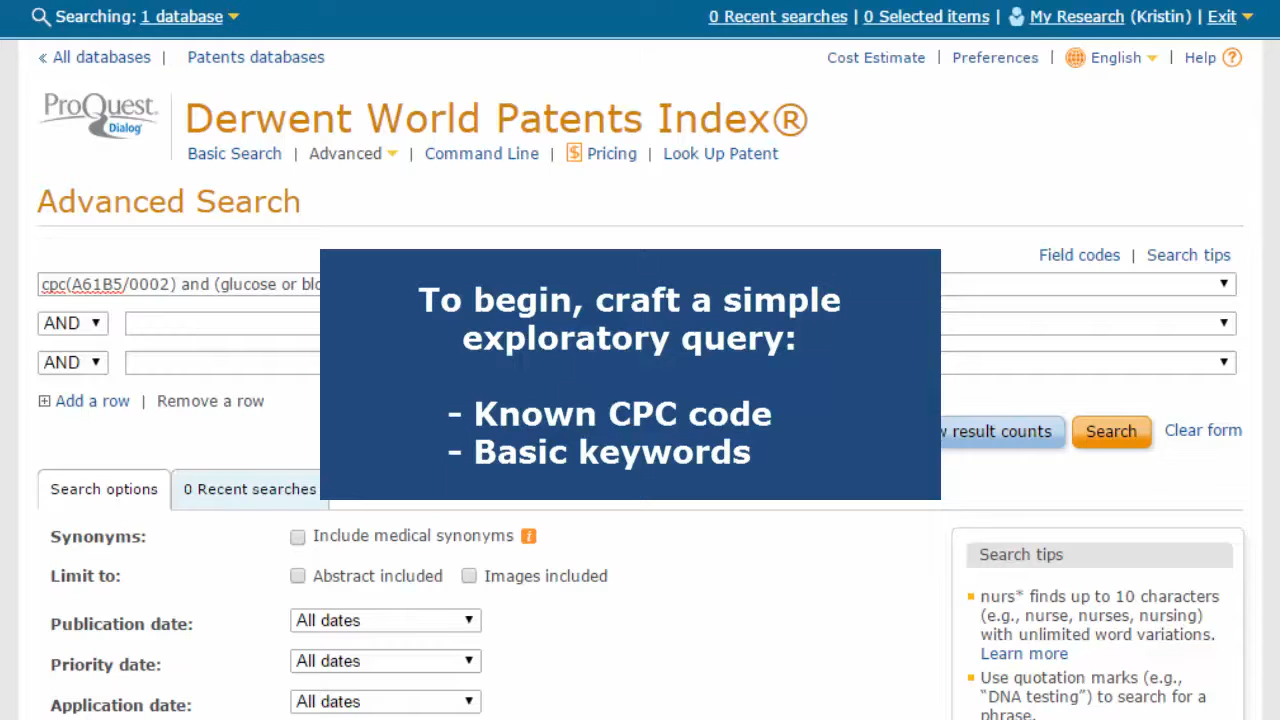 Searching: 1 database
0 Recent searches | 0 Selected items | My Research (Kristin) | Exit
« All databases | Patents databases
Cost Estimate | Preferences | English | Help ?
ProQuest
Dialog
Derwent World Patents Index®
Basic Search | Advanced | Command Line | $ Pricing | Look Up Patent
Advanced Search
Field codes | Search tips
cpc(A61B5/0002) and (glucose or
To begin, craft a simple
exploratory query:
- Known CPC code
- Basic keywords
AND
AND
Add a row | Remove a row
result counts
Search
Clear form
Search options
0 Recent searches
Synonyms:
Include medical synonyms i
Limit to:
Abstract included
Images included
Publication date:
All dates
Priority date:
All dates
Application date:
All dates
Search tips
nurs* finds up to 10 characters
(e.g., nurse, nurses, nursing)
with unlimited word variations.
Learn more
Use quotation marks (e.g.,
“DNA testing”) to search for a
phrase.